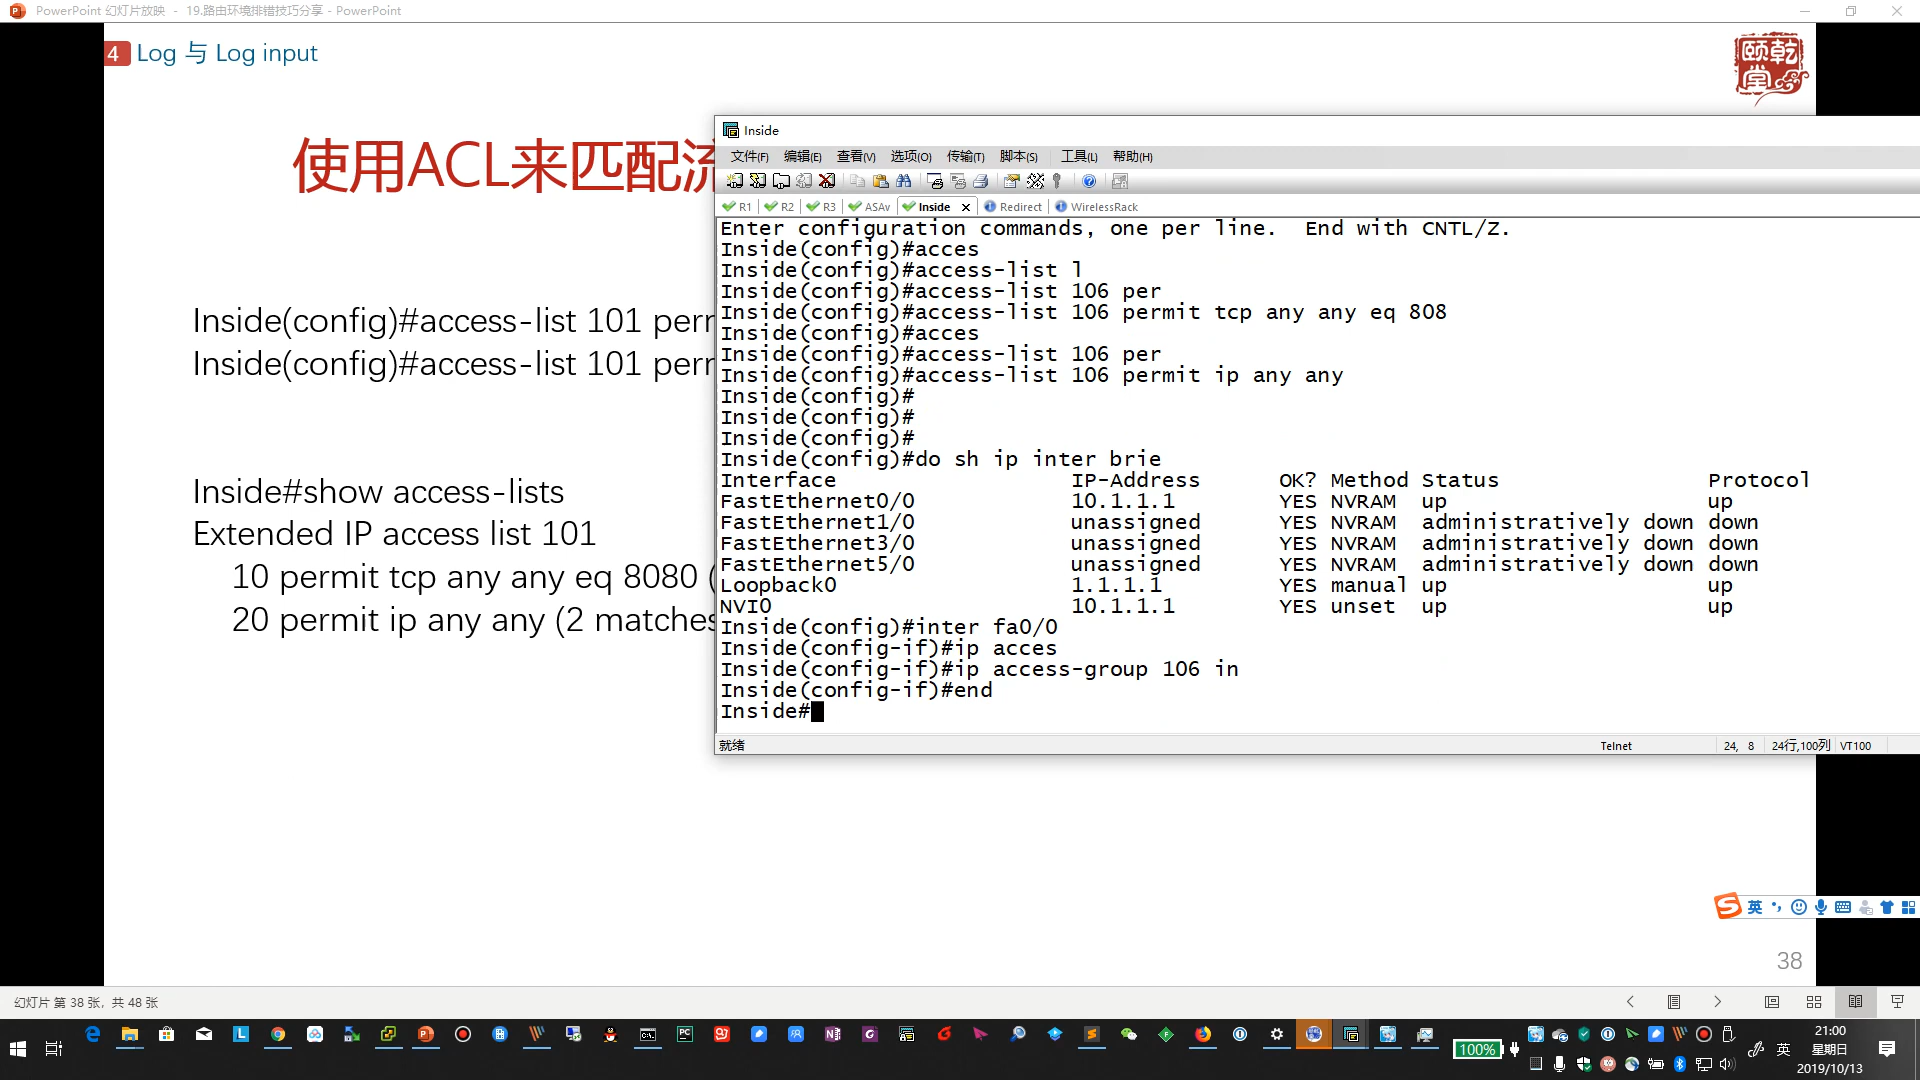 PowerPoint 幻灯片放映 - 19.路由环境排错技巧分享 - PowerPoint
4 Log 与 Log input
颐乾堂
使用ACL来匹配流
Inside(config)#access-list 101 perr
Inside(config)#access-list 101 perr
Inside#show access-lists
Extended IP access list 101
10 permit tcp any any eq 8080 (
20 permit ip any any (2 matches
Inside
文件(F) 编辑(E) 查看(V) 选项(O) 传输(T) 脚本(S) 工具(L) 帮助(H)
R1 R2 R3 ASAv Inside Redirect WirelessRack
Enter configuration commands, one per line.  End with CNTL/Z.
Inside(config)#acces
Inside(config)#access-list l
Inside(config)#access-list 106 per
Inside(config)#access-list 106 permit tcp any any eq 808
Inside(config)#acces
Inside(config)#access-list 106 per
Inside(config)#access-list 106 permit ip any any
Inside(config)#
Inside(config)#
Inside(config)#
Inside(config)#do sh ip inter brie
Interface IP-Address OK? Method Status Protocol
FastEthernet0/0 10.1.1.1 YES NVRAM up up
FastEthernet1/0 unassigned YES NVRAM administratively down down
FastEthernet3/0 unassigned YES NVRAM administratively down down
FastEthernet5/0 unassigned YES NVRAM administratively down down
Loopback0 1.1.1.1 YES manual up up
NVI0 10.1.1.1 YES unset up up
Inside(config)#inter fa0/0
Inside(config-if)#ip acces
Inside(config-if)#ip access-group 106 in
Inside(config-if)#end
Inside#
就绪 Telnet 24, 8 24行,100列 VT100
英
38
幻灯片 第 38 张，共 48 张
100%
英
21:00
星期日
2019/10/13